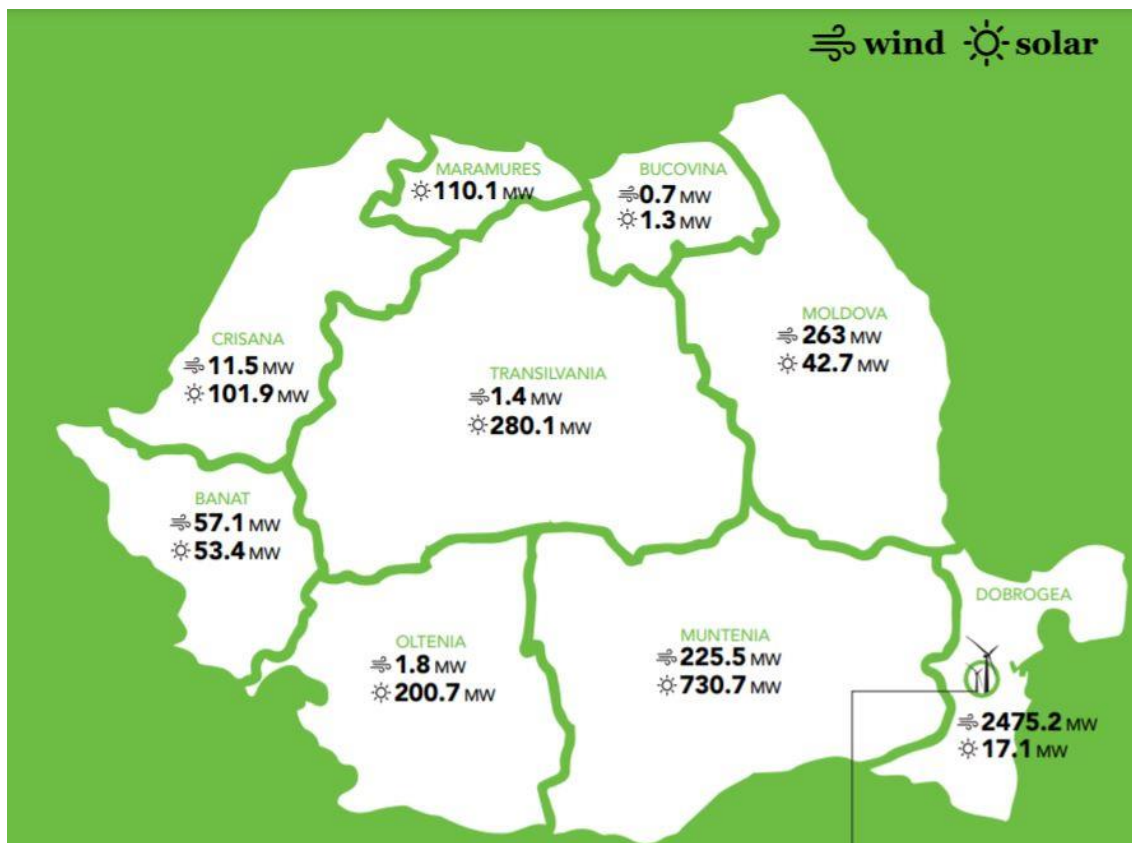 wind solar
MARAMURES
110.1 MW
BUCOVINA
0.7 MW
1.3 MW
MOLDOVA
263 MW
42.7 MW
CRISANA
11.5 MW
101.9 MW
TRANSILVANIA
1.4 MW
280.1 MW
BANAT
57.1 MW
53.4 MW
OLTENIA
1.8 MW
200.7 MW
MUNTENIA
225.5 MW
730.7 MW
DOBROGEA
2475.2 MW
17.1 MW